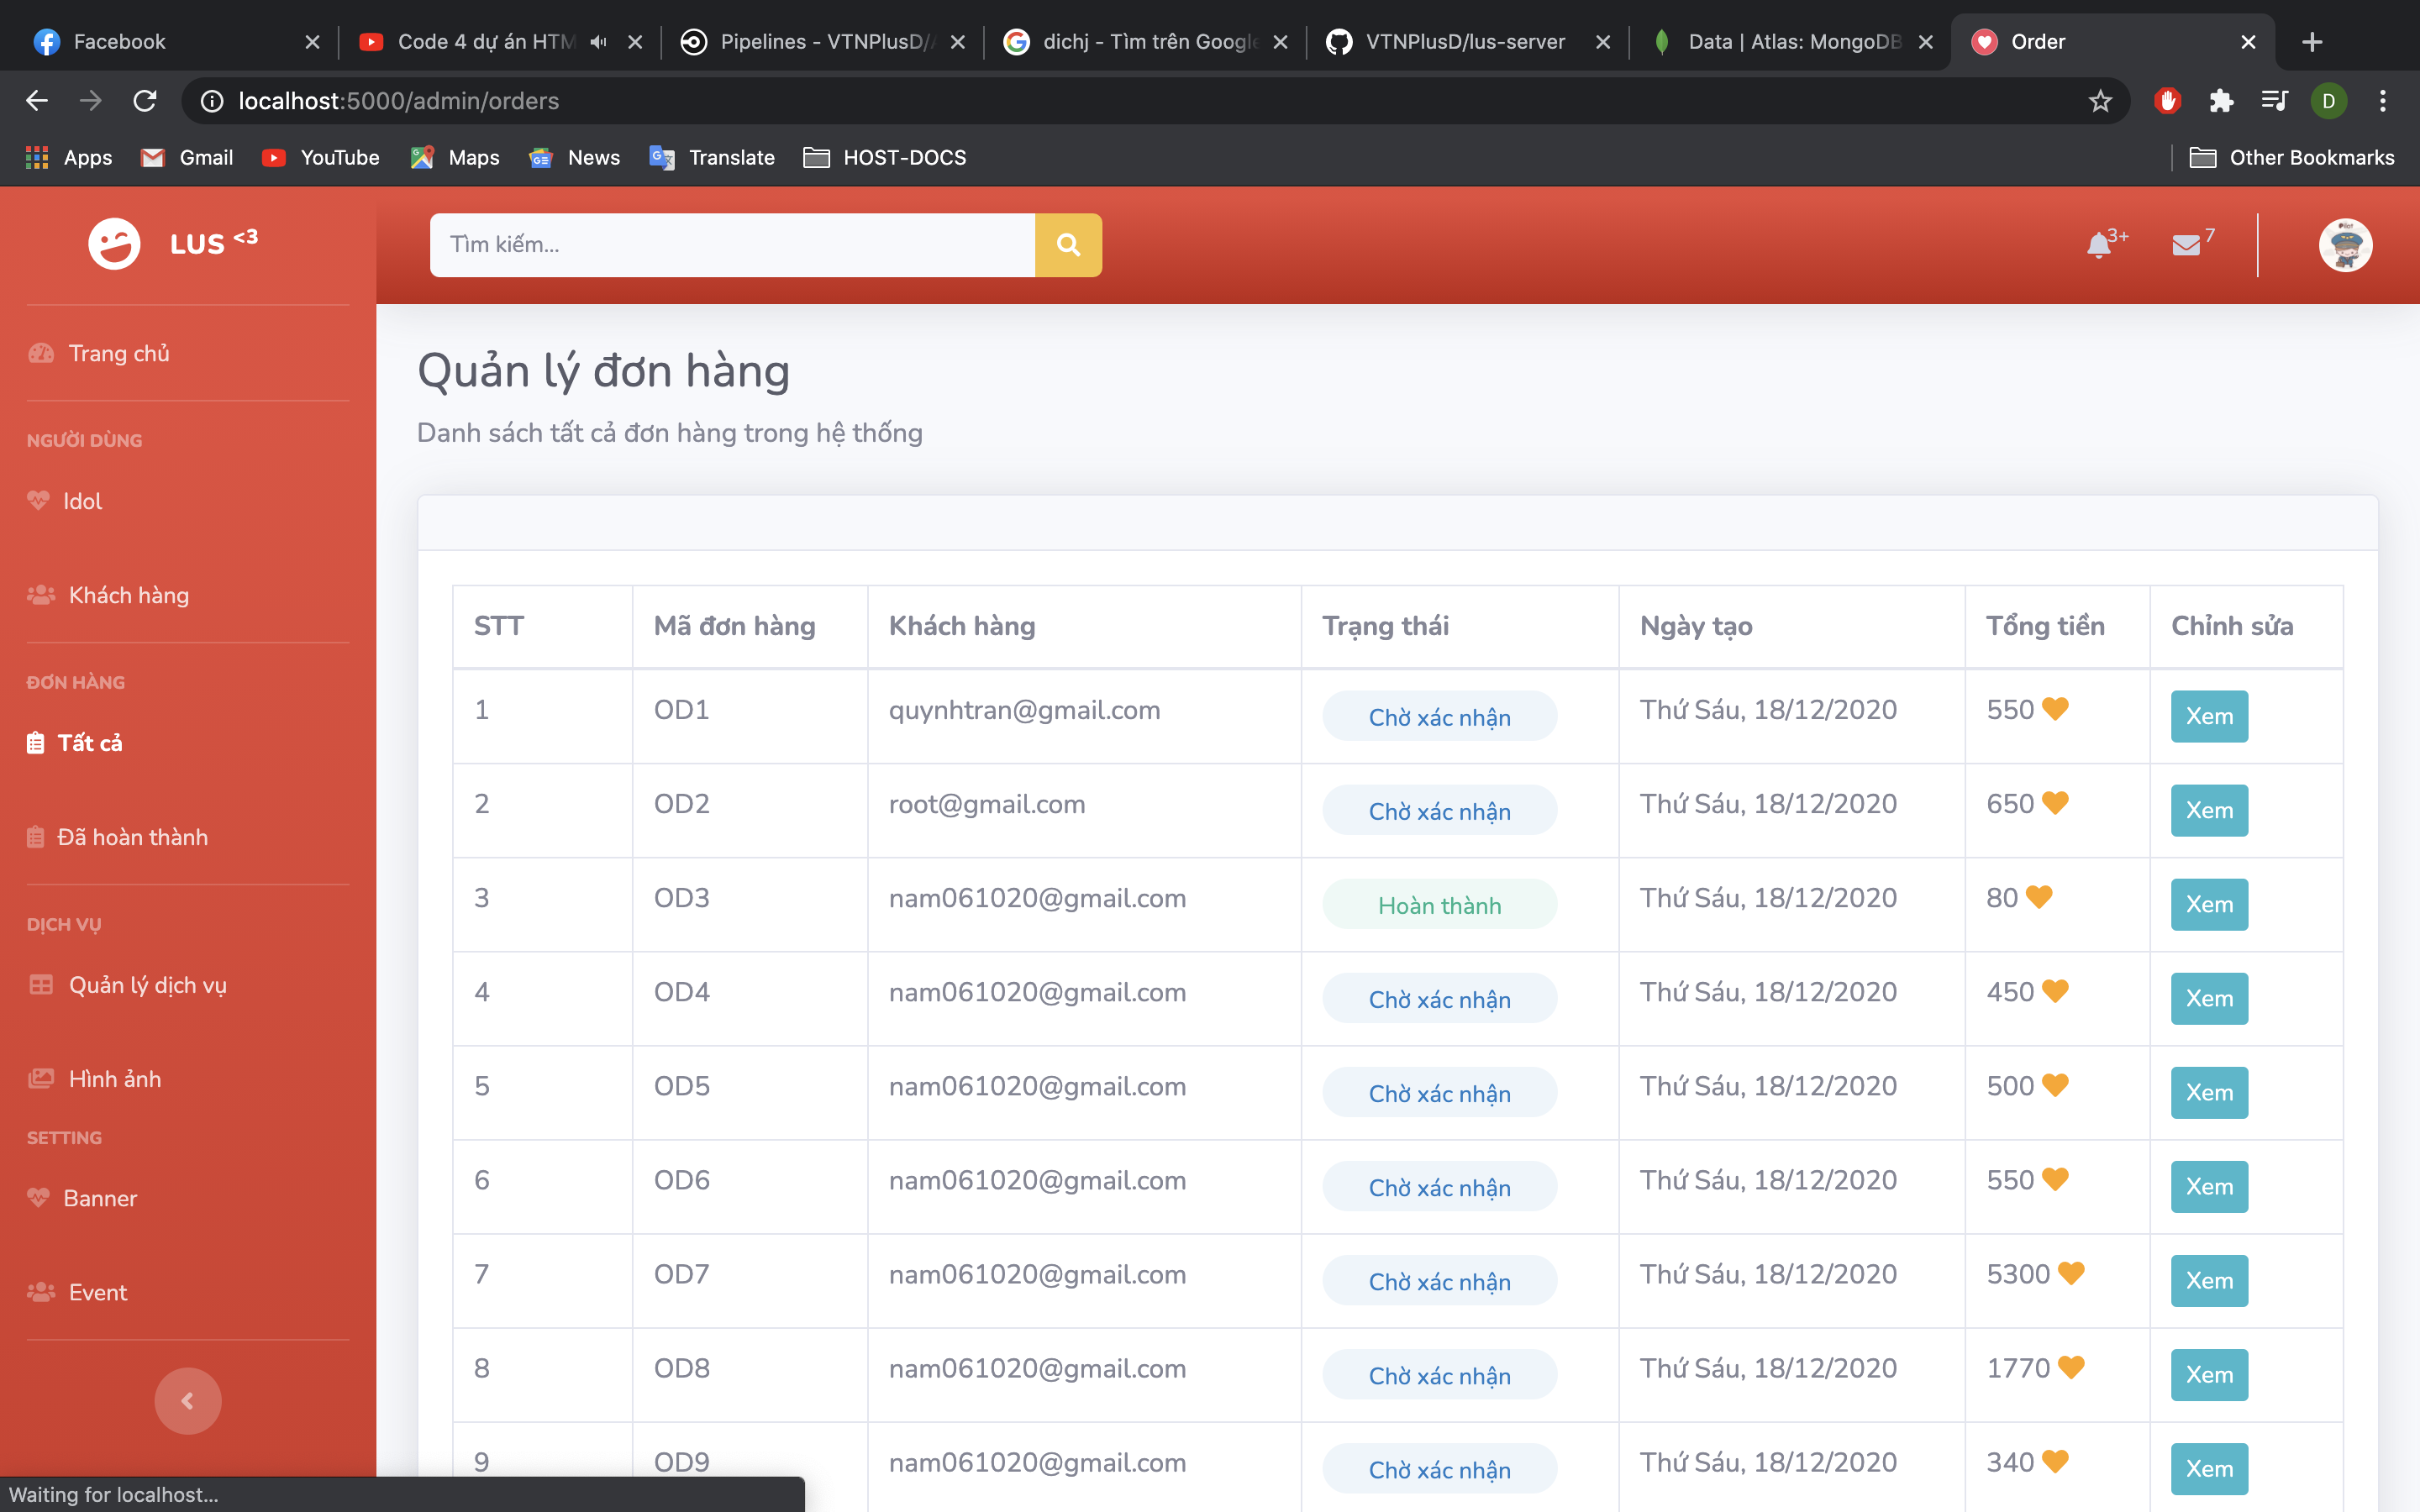 Facebook
Code 4 dự án HTM
Pipelines - VTNPlusD/
dichj - Tìm trên Google
VTNPlusD/lus-server
Data | Atlas: MongoDB
Order
localhost:5000/admin/orders
D
Apps
Gmail
YouTube
Maps
News
Translate
HOST-DOCS
Other Bookmarks
LUS <3
Tìm kiếm...
3+
7
Trang chủ
NGƯỜI DÙNG
Idol
Khách hàng
ĐƠN HÀNG
Tất cả
Đã hoàn thành
DỊCH VỤ
Quản lý dịch vụ
Hình ảnh
SETTING
Banner
Event
Quản lý đơn hàng
Danh sách tất cả đơn hàng trong hệ thống
STT Mã đơn hàng Khách hàng Trạng thái Ngày tạo Tổng tiền Chỉnh sửa
1 OD1 quynhtran@gmail.com Chờ xác nhận Thứ Sáu, 18/12/2020 550 Xem
2 OD2 root@gmail.com Chờ xác nhận Thứ Sáu, 18/12/2020 650 Xem
3 OD3 nam061020@gmail.com Hoàn thành Thứ Sáu, 18/12/2020 80 Xem
4 OD4 nam061020@gmail.com Chờ xác nhận Thứ Sáu, 18/12/2020 450 Xem
5 OD5 nam061020@gmail.com Chờ xác nhận Thứ Sáu, 18/12/2020 500 Xem
6 OD6 nam061020@gmail.com Chờ xác nhận Thứ Sáu, 18/12/2020 550 Xem
7 OD7 nam061020@gmail.com Chờ xác nhận Thứ Sáu, 18/12/2020 5300 Xem
8 OD8 nam061020@gmail.com Chờ xác nhận Thứ Sáu, 18/12/2020 1770 Xem
9 OD9 nam061020@gmail.com Chờ xác nhận Thứ Sáu, 18/12/2020 340 Xem
Waiting for localhost...